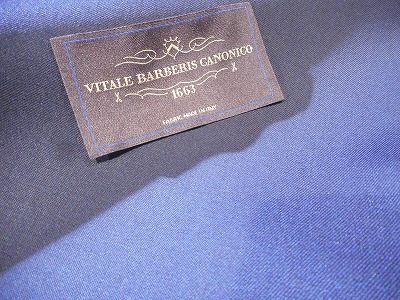 VITALE BARBERIS CANONICO
1663
FABRIC MADE IN ITALY